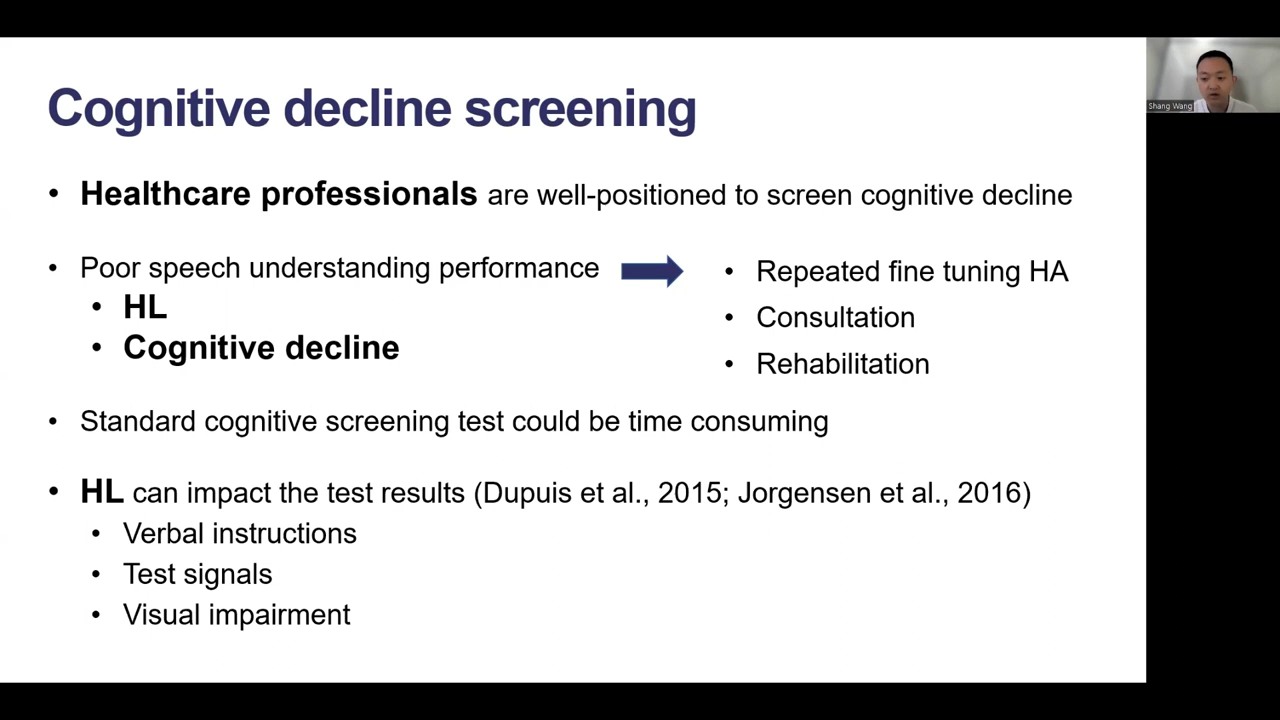 Cognitive decline screening
Shang Wang
• Healthcare professionals are well-positioned to screen cognitive decline
• Poor speech understanding performance
• HL
• Cognitive decline
• Repeated fine tuning HA
• Consultation
• Rehabilitation
• Standard cognitive screening test could be time consuming
• HL can impact the test results (Dupuis et al., 2015; Jorgensen et al., 2016)
• Verbal instructions
• Test signals
• Visual impairment